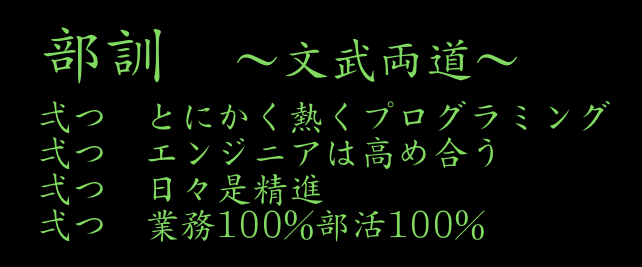 部訓　～文武両道～
弐つ　とにかく熱くプログラミング
弐つ　エンジニアは高め合う
弐つ　日々是精進
弐つ　業務100%部活100%